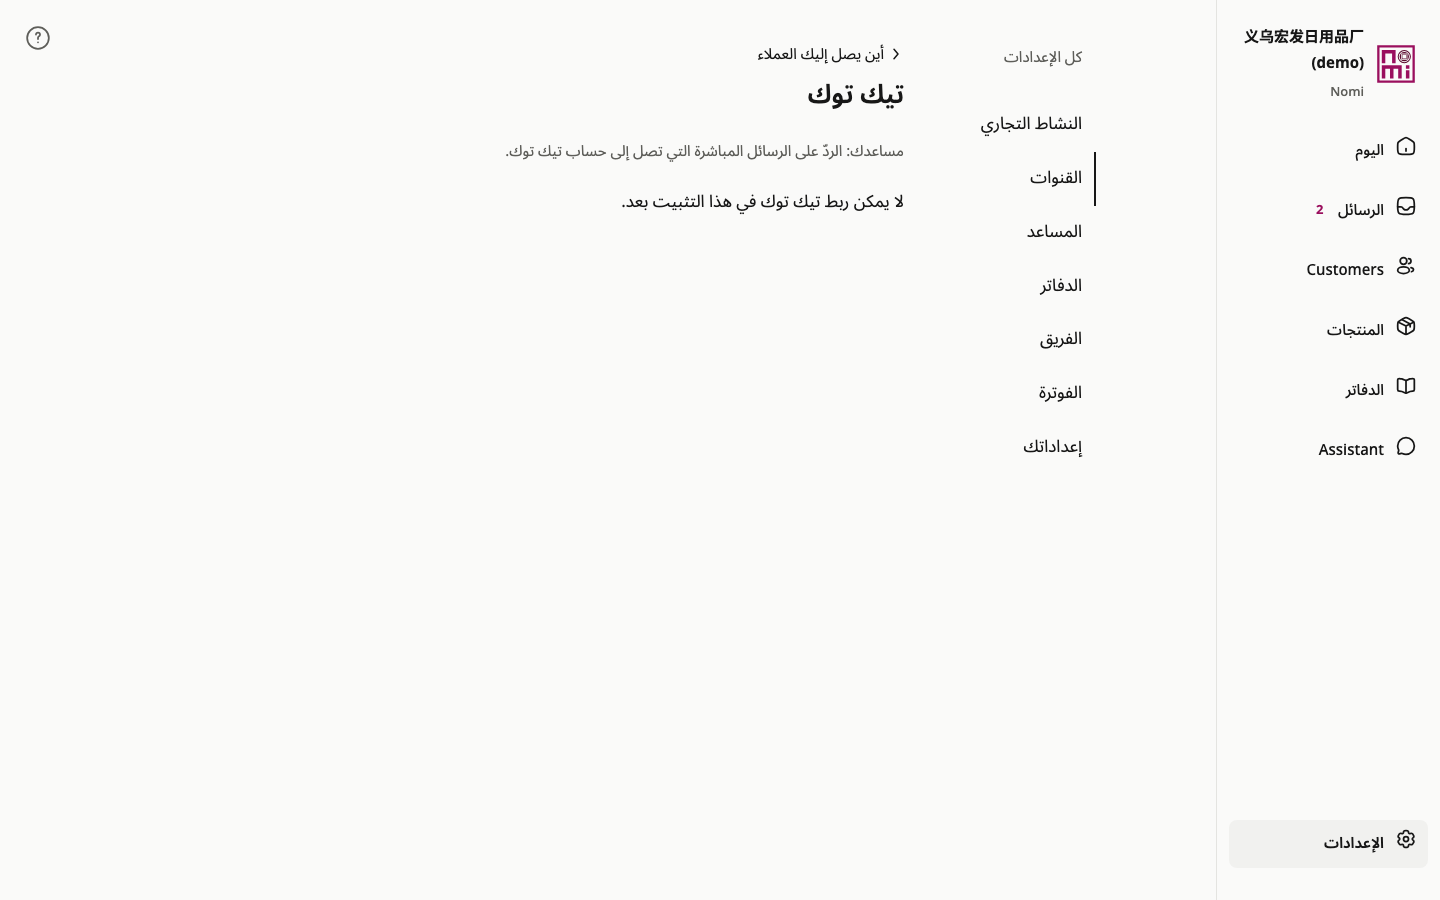 义乌宏发日用品厂
(demo)
Nomi
اليوم
الرسائل 2
Customers
المنتجات
الدفاتر
Assistant
الإعدادات
كل الإعدادات
النشاط التجاري
القنوات
المساعد
الدفاتر
الفريق
الفوترة
إعداداتك
أين يصل إليك العملاء
تيك توك
مساعدك: الردّ على الرسائل المباشرة التي تصل إلى حساب تيك توك.
لا يمكن ربط تيك توك في هذا التثبيت بعد.